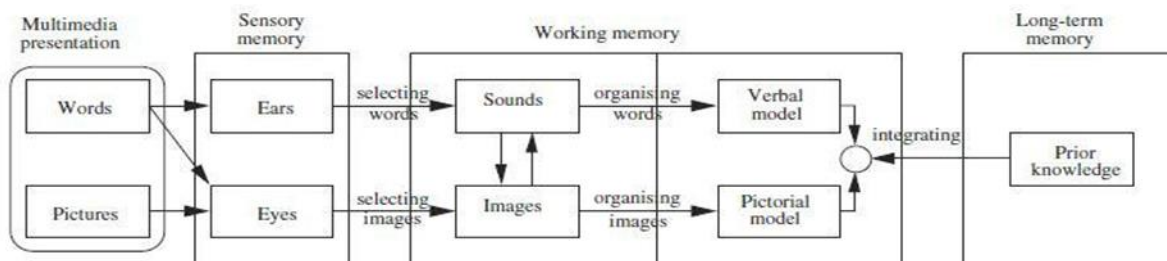 Multimedia
presentation
Sensory
memory
Working memory
Long-term
memory
Words
Ears
selecting
words
Sounds
organising
words
Verbal
model
integrating
Prior
knowledge
Pictures
Eyes
selecting
images
Images
organising
images
Pictorial
model